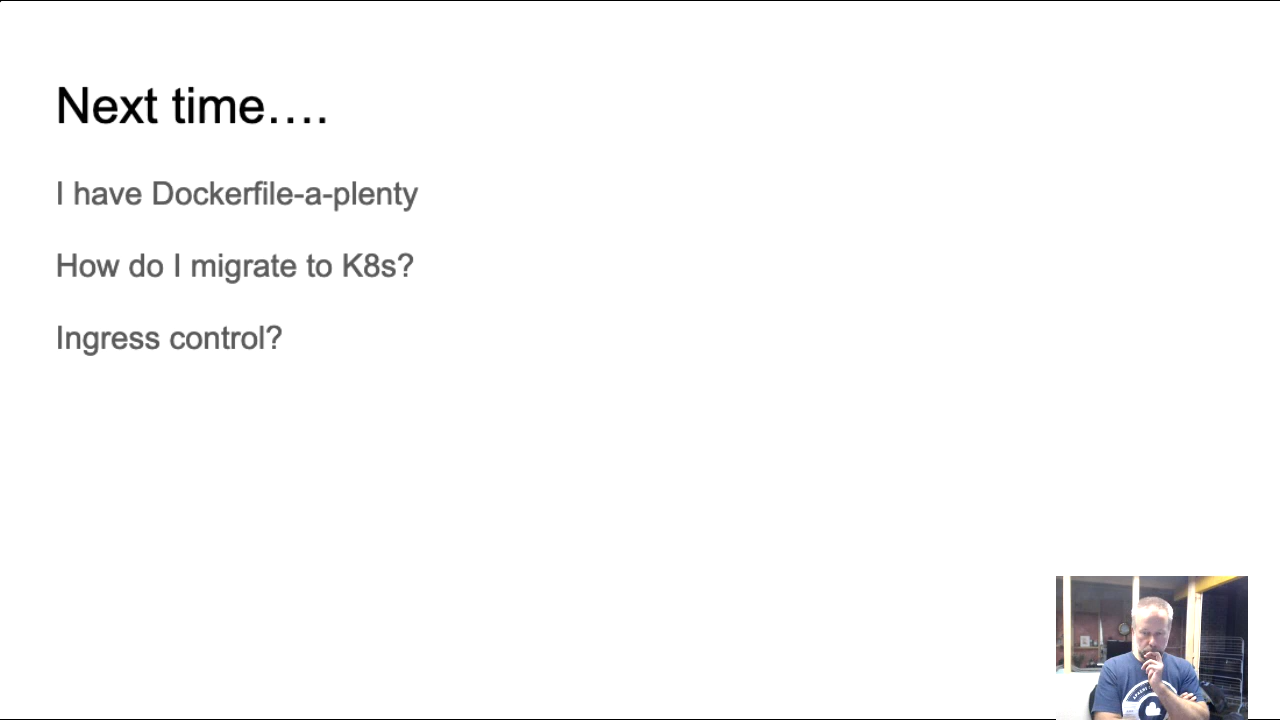 Next time….
I have Dockerfile-a-plenty
How do I migrate to K8s?
Ingress control?